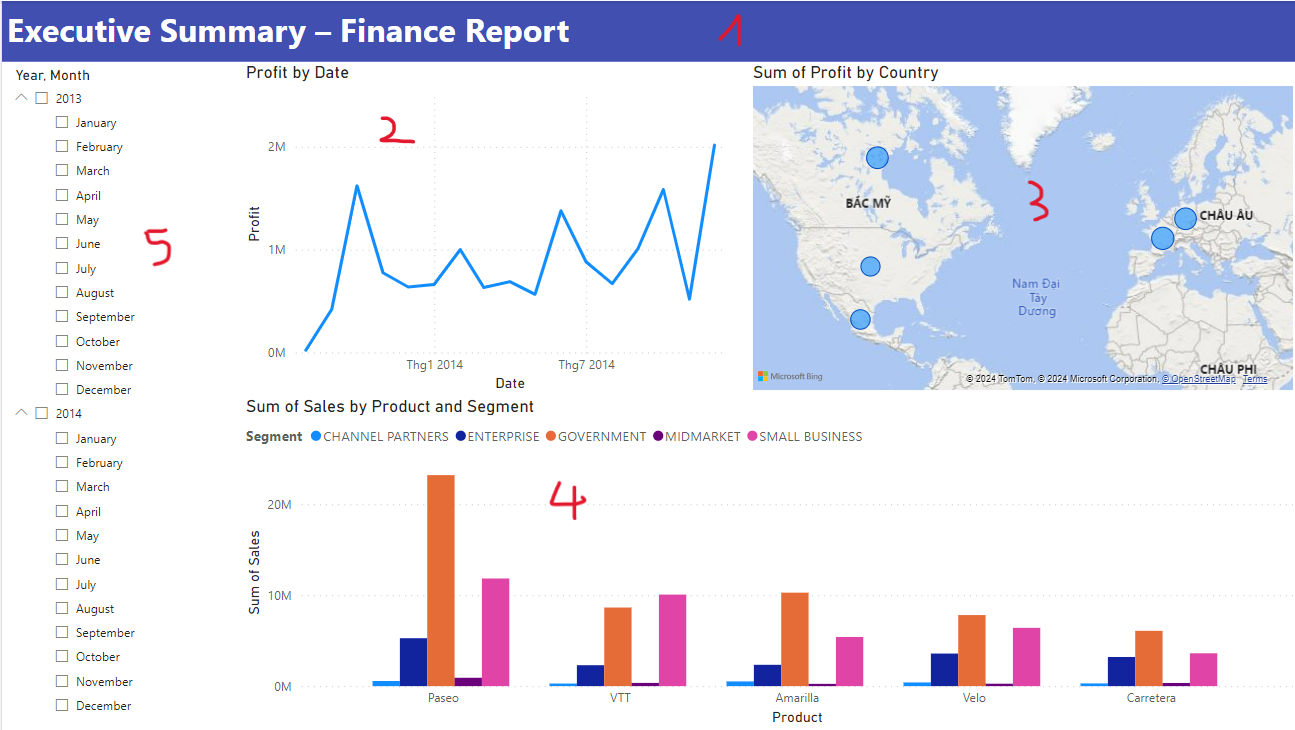 Executive Summary – Finance Report
1
Year, Month
2013
January
February
March
April
May
June
July
August
September
October
November
December
2014
January
February
March
April
May
June
July
August
September
October
November
December
5
Profit by Date
2
Profit
2M
1M
0M
Thg1 2014
Thg7 2014
Date
Sum of Profit by Country
3
BẮC MỸ
CHÂU ÂU
Nam Đại
Tây
Dương
CHÂU PHI
Microsoft Bing
© 2024 TomTom, © 2024 Microsoft Corporation, © OpenStreetMap Terms
Sum of Sales by Product and Segment
Segment CHANNEL PARTNERS ENTERPRISE GOVERNMENT MIDMARKET SMALL BUSINESS
4
Sum of Sales
20M
10M
0M
Paseo VTT Amarilla Velo Carretera
Product